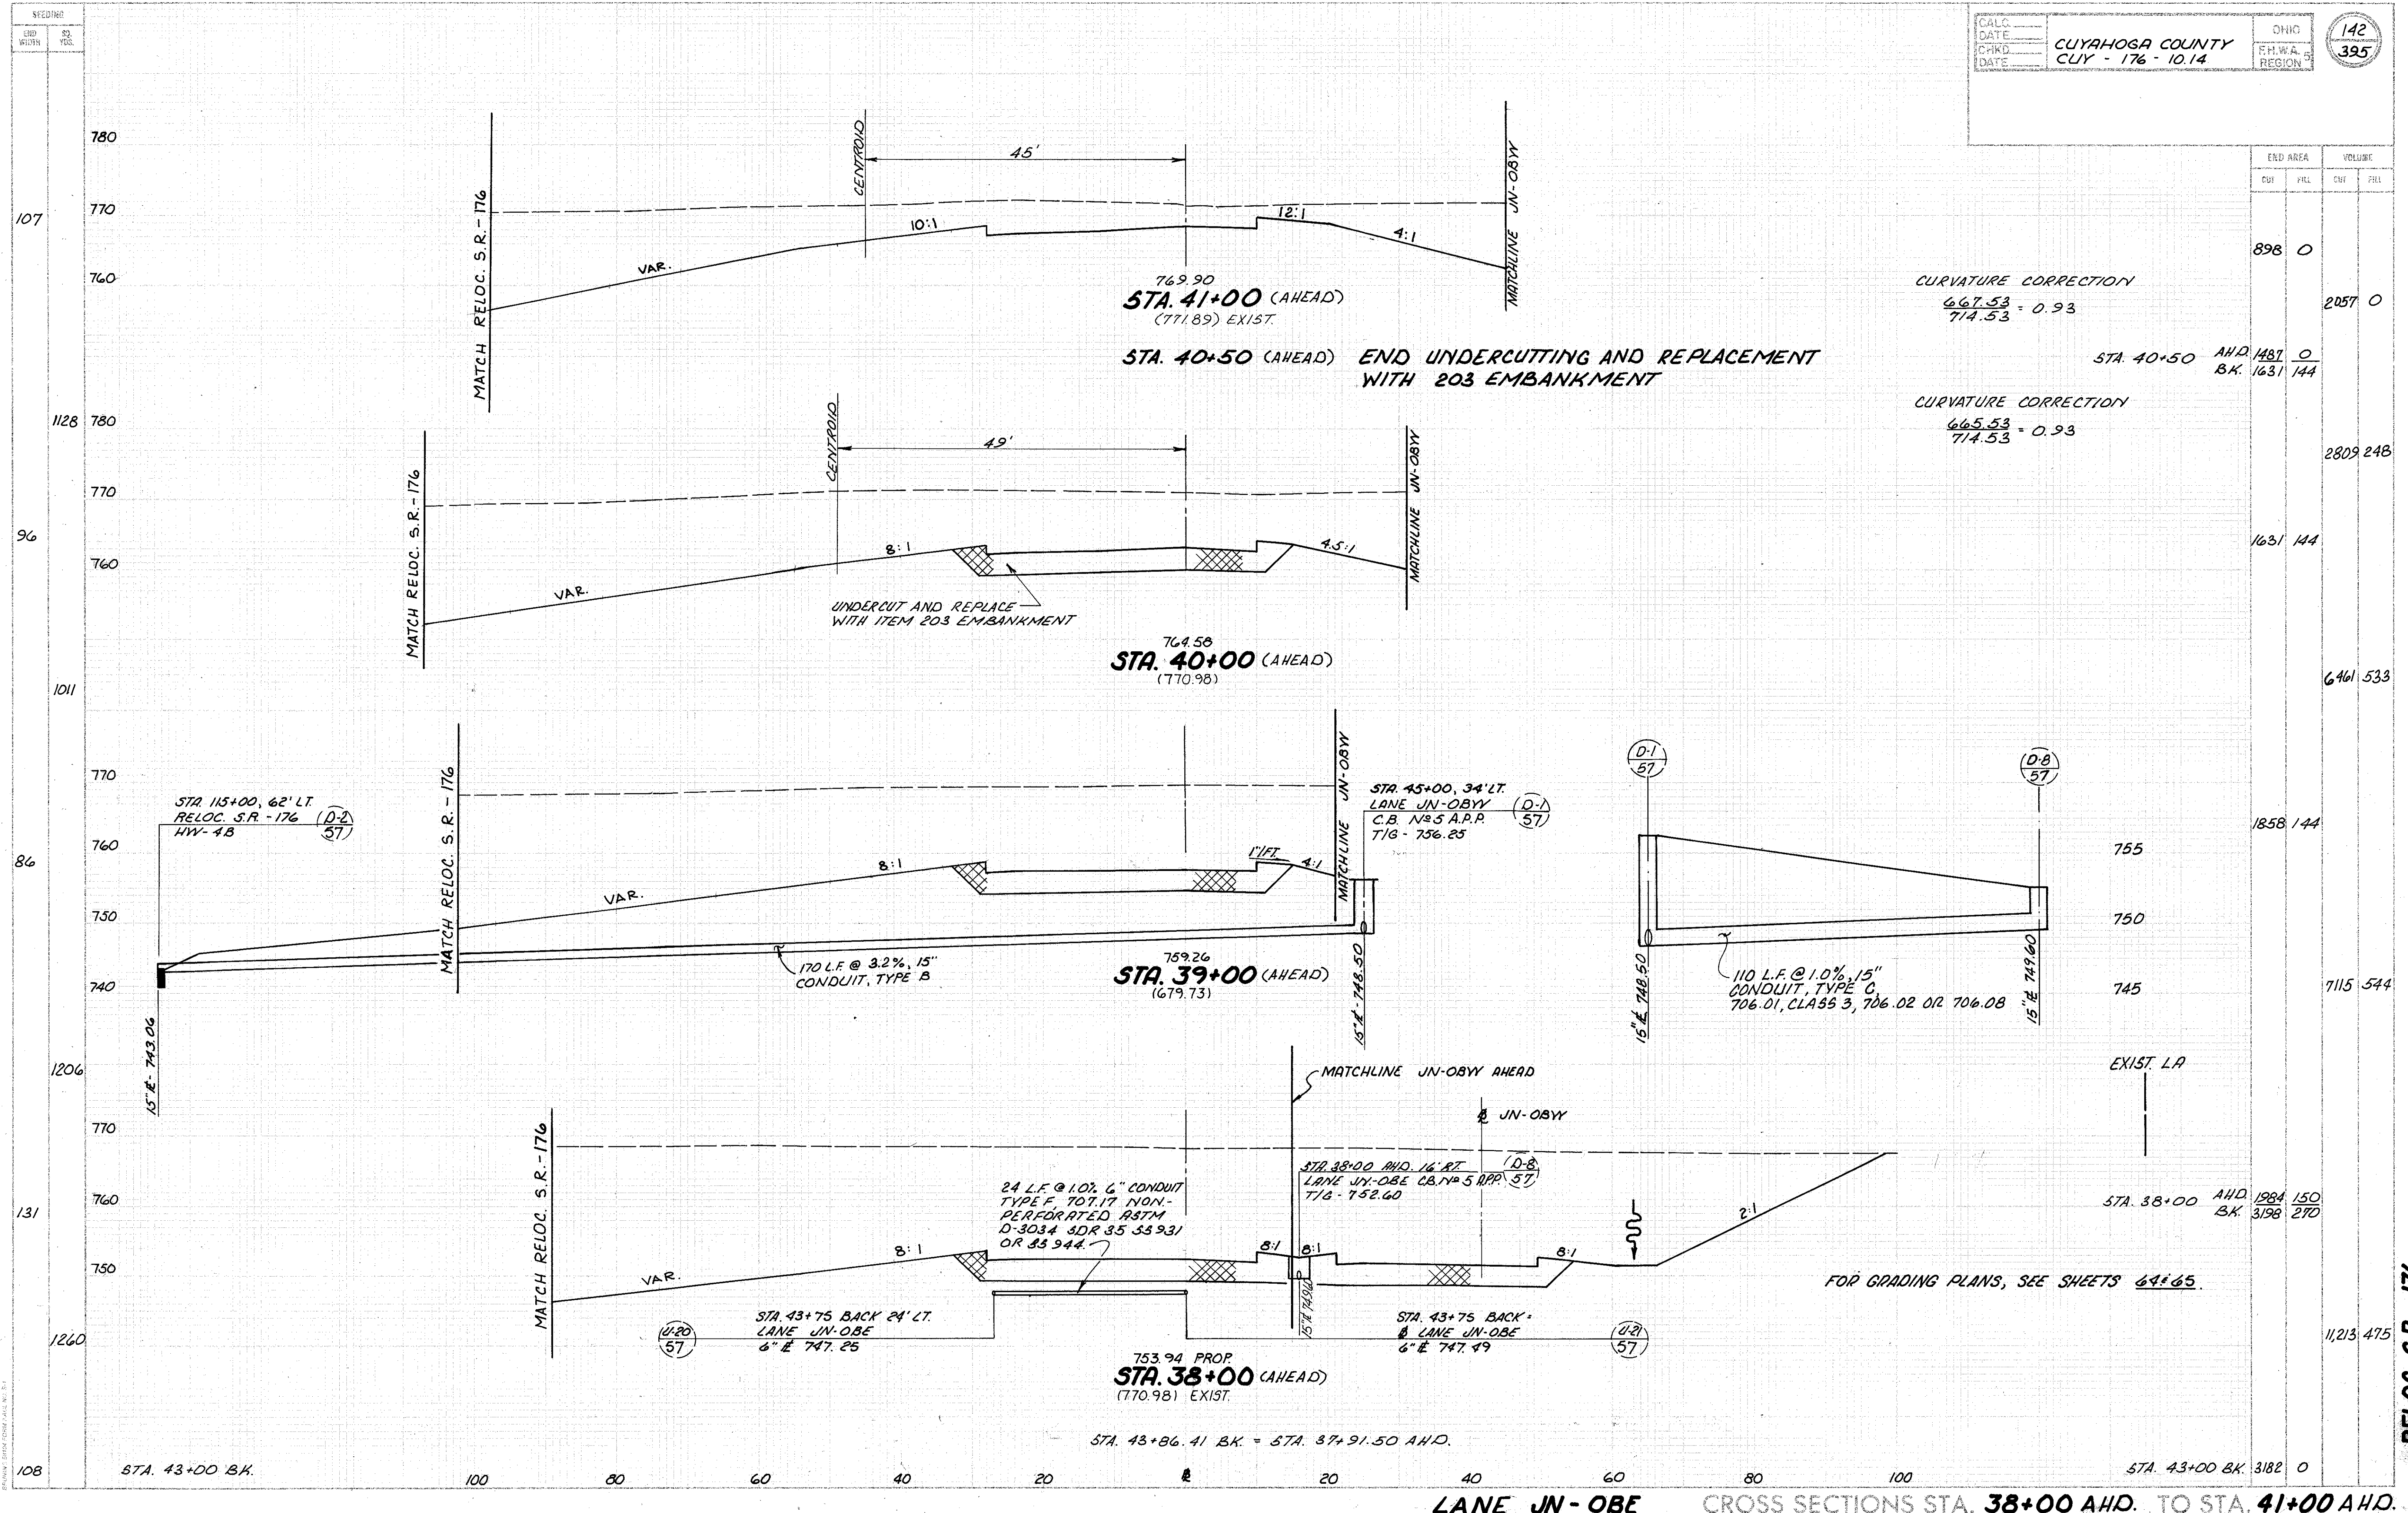 SEEDING
END WIDTH
SQ. YDS.
CALC.
DATE
CHKD.
DATE
CUYAHOGA COUNTY
CUY - 176 - 10.14
OHIO
F.H.W.A. 5
REGION
142
395
END AREA VOLUME
CUT FILL CUT FILL
780
770
760
107
MATCH RELOC. S.R.-176
CENTROID
45'
VAR.
10:1
12:1
4:1
MATCHLINE JN-OBW
769.90
STA. 41+00 (AHEAD)
(771.89) EXIST.
898 0
CURVATURE CORRECTION
667.53
714.53 = 0.93
2057 0
STA. 40+50 (AHEAD) END UNDERCUTTING AND REPLACEMENT
WITH 203 EMBANKMENT
STA. 40+50 AHD. 1487 0
BK. 1631 144
CURVATURE CORRECTION
665.53
714.53 = 0.93
2809 248
1128
780
770
760
96
MATCH RELOC. S.R.-176
CENTROID
49'
VAR.
8:1
4.5:1
MATCHLINE JN-OBW
UNDERCUT AND REPLACE
WITH ITEM 203 EMBANKMENT
764.58
STA. 40+00 (AHEAD)
(770.98)
1631 144
1011
6461 533
770
760
750
740
86
STA. 115+00, 62' LT.
RELOC. S.R.-176
HW-4B
D-2
57
15" ℄ - 743.06
MATCH RELOC. S.R.-176
VAR.
8:1
1"/FT.
4:1
MATCHLINE JN-OBW
STA. 45+00, 34' LT.
LANE JN-OBW
C.B. Nº5 A.P.P.
T/G - 756.25
D-1
57
170 L.F. @ 3.2%, 15"
CONDUIT, TYPE B
759.26
STA. 39+00 (AHEAD)
(679.73)
15" ℄ - 748.50
D-1
57
D-8
57
15" ℄ 748.50
110 L.F. @ 1.0%, 15"
CONDUIT, TYPE C,
706.01, CLASS 3, 706.02 OR 706.08
15" ℄ 749.60
755
750
745
1858 144
7115 544
1206
770
760
750
131
MATCHLINE JN-OBW AHEAD
℄ JN-OBW
EXIST. LA
MATCH RELOC. S.R.-176
VAR.
8:1
24 L.F. @ 1.0% 6" CONDUIT
TYPE F, 707.17 NON-
PERFORATED ASTM
D-3034 SDR 35 SS 931
OR SS 944.
STA. 38+00 AHD. 16' RT.
LANE JN-OBE C.B. Nº5 APP.
T/G - 752.60
D-8
57
8:1
8:1
8:1
2:1
15" ℄ 749.60
STA. 38+00 AHD. 1984 150
BK. 3198 270
FOR GRADING PLANS, SEE SHEETS 64 & 65.
U-20
57
STA. 43+75 BACK 24' LT.
LANE JN-OBE
6" ℄ 747.25
STA. 43+75 BACK =
℄ LANE JN-OBE
6" ℄ 747.49
U-21
57
753.94 PROP.
STA. 38+00 (AHEAD)
(770.98) EXIST.
1260
11,213 475
STA. 43+86.41 BK. = STA. 37+91.50 AHD.
108
STA. 43+00 BK.
100 80 60 40 20 ℄ 20 40 60 80 100
STA. 43+00 BK. 3182 0
LANE JN-OBE CROSS SECTIONS STA. 38+00 AHD. TO STA. 41+00 AHD.